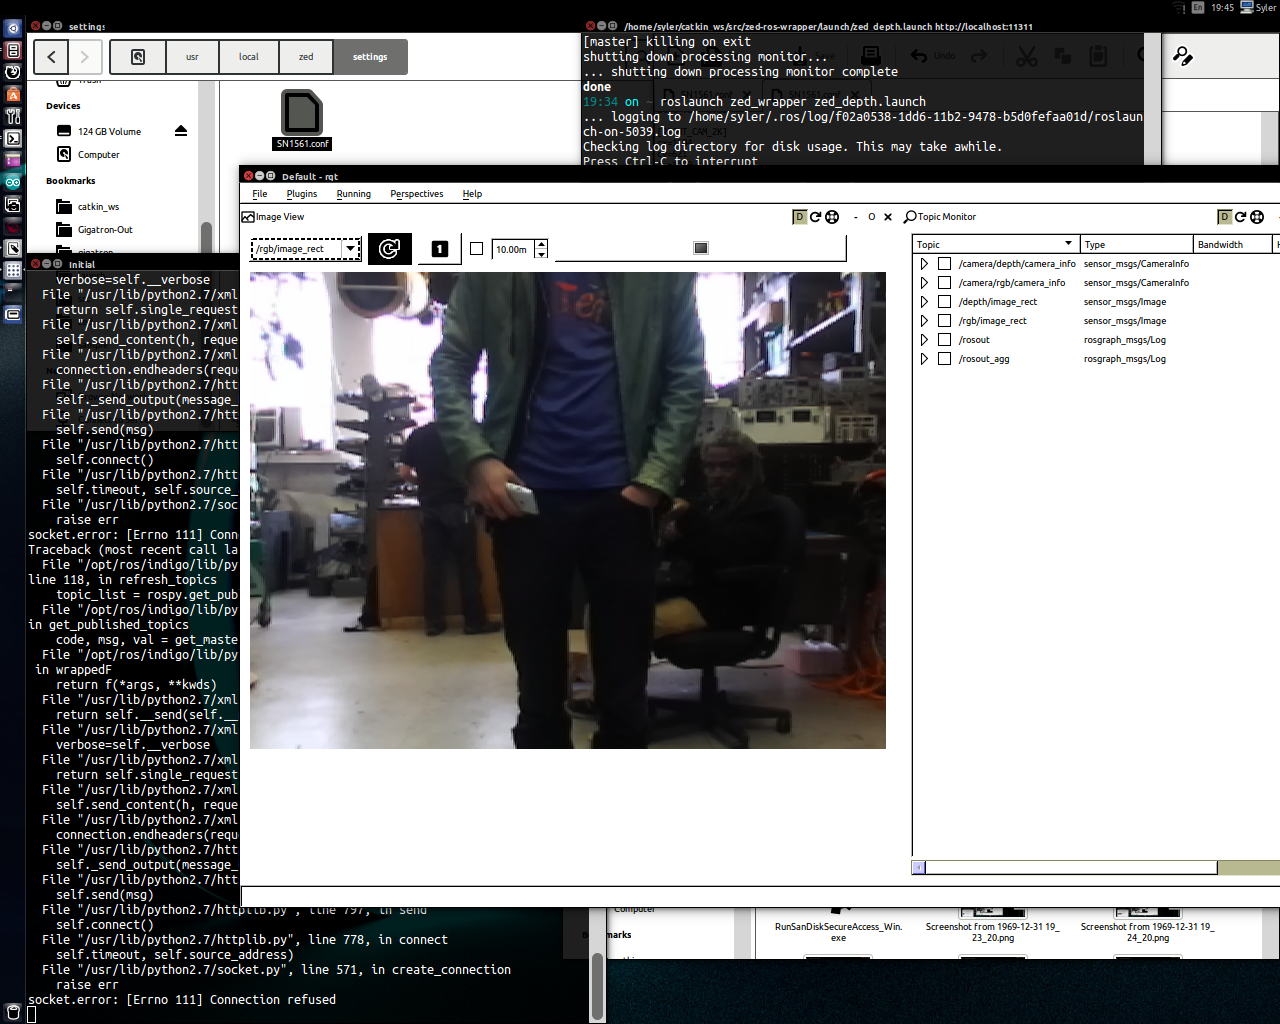 settings
/home/syler/catkin_ws/src/zed-ros-wrapper/launch/zed_depth.launch http://localhost:11311
En
19:45
Syler
usr
local
zed
settings
Undo
Devices
124 GB Volume
Computer
Bookmarks
catkin_ws
Gigatron-Out
SN1561.conf
[master] killing on exit
shutting down processing monitor...
... shutting down processing monitor complete
done
19:34 on ~ roslaunch zed_wrapper zed_depth.launch
... logging to /home/syler/.ros/log/f02a0538-1dd6-11b2-9478-b5d0fefaa01d/roslaun
ch-on-5039.log
Checking log directory for disk usage. This may take awhile.
Press Ctrl-C to interrupt
Default - rqt
File Plugins Running Perspectives Help
Image View
D
- O
Topic Monitor
D
/rgb/image_rect
1
10.00m
Topic Type Bandwidth
/camera/depth/camera_info sensor_msgs/CameraInfo
/camera/rgb/camera_info sensor_msgs/CameraInfo
/depth/image_rect sensor_msgs/Image
/rgb/image_rect sensor_msgs/Image
/rosout rosgraph_msgs/Log
/rosout_agg rosgraph_msgs/Log
Initial
verbose=self.__verbose
File "/usr/lib/python2.7/xml
return self.single_request
File "/usr/lib/python2.7/xml
self.send_content(h, reque
File "/usr/lib/python2.7/xml
connection.endheaders(requ
File "/usr/lib/python2.7/htt
self._send_output(message_
File "/usr/lib/python2.7/htt
self.send(msg)
File "/usr/lib/python2.7/htt
self.connect()
File "/usr/lib/python2.7/htt
self.timeout, self.source_
File "/usr/lib/python2.7/soc
raise err
socket.error: [Errno 111] Conn
Traceback (most recent call la
File "/opt/ros/indigo/lib/py
line 118, in refresh_topics
topic_list = rospy.get_pub
File "/opt/ros/indigo/lib/py
in get_published_topics
code, msg, val = get_maste
File "/opt/ros/indigo/lib/py
in wrappedF
return f(*args, **kwds)
File "/usr/lib/python2.7/xml
return self.__send(self.__
File "/usr/lib/python2.7/xml
verbose=self.__verbose
File "/usr/lib/python2.7/xml
return self.single_request
File "/usr/lib/python2.7/xml
self.send_content(h, reque
File "/usr/lib/python2.7/xml
connection.endheaders(requ
File "/usr/lib/python2.7/htt
self._send_output(message_
File "/usr/lib/python2.7/htt
self.send(msg)
File "/usr/lib/python2.7/httplib.py", line 797, in send
self.connect()
File "/usr/lib/python2.7/httplib.py", line 778, in connect
self.timeout, self.source_address)
File "/usr/lib/python2.7/socket.py", line 571, in create_connection
raise err
socket.error: [Errno 111] Connection refused
Computer
marks
RunSanDiskSecureAccess_Win.
exe
Screenshot from 1969-12-31 19_
23_20.png
Screenshot from 1969-12-31 19_
24_20.png